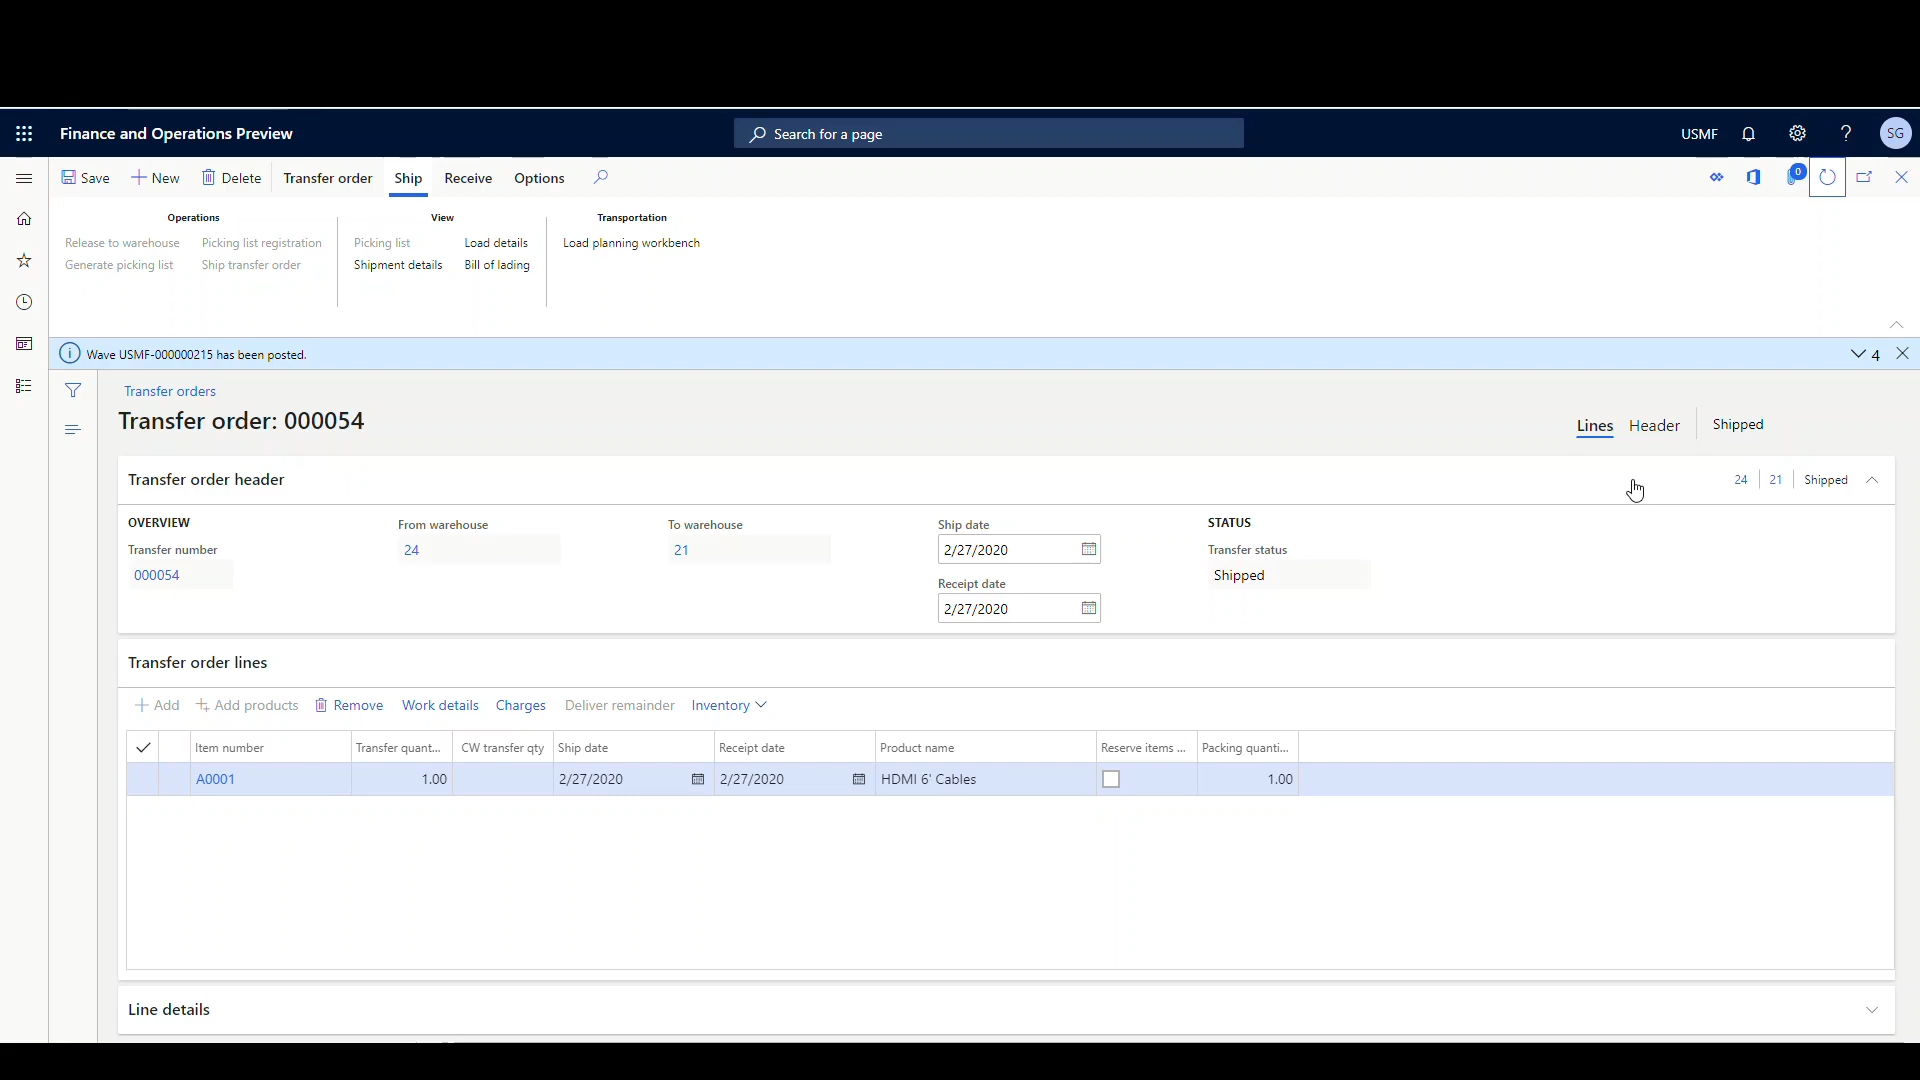 Finance and Operations Preview
Search for a page
USMF
SG
Save
New
Delete
Transfer order
Ship
Receive
Options
0
Operations
View
Transportation
Release to warehouse
Picking list registration
Picking list
Load details
Load planning workbench
Generate picking list
Ship transfer order
Shipment details
Bill of lading
Wave USMF-000000215 has been posted.
4
Transfer orders
Transfer order: 000054
Lines
Header
Shipped
Transfer order header
24
21
Shipped
OVERVIEW
From warehouse
To warehouse
Ship date
STATUS
Transfer number
24
21
2/27/2020
Transfer status
000054
Receipt date
Shipped
2/27/2020
Transfer order lines
Add
Add products
Remove
Work details
Charges
Deliver remainder
Inventory
Item number
Transfer quant...
CW transfer qty
Ship date
Receipt date
Product name
Reserve items ...
Packing quanti...
A0001
1.00
2/27/2020
2/27/2020
HDMI 6' Cables
1.00
Line details